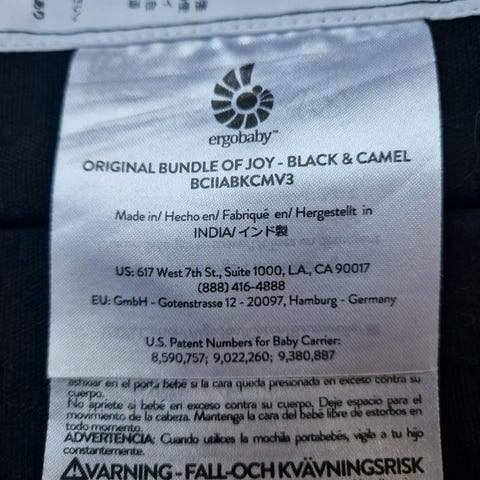 ergobaby™
ORIGINAL BUNDLE OF JOY - BLACK & CAMEL
BCIIABKCMV3
Made in/ Hecho en/ Fabriqué en/ Hergestellt in
INDIA/インド製
US: 617 West 7th St., Suite 1000, L.A., CA 90017
(888) 416-4888
EU: GmbH - Gotenstrasse 12 - 20097, Hamburg - Germany
U.S. Patent Numbers for Baby Carrier:
8,590,757; 9,022,260; 9,380,887
en el porta bebé si la cara queda presionada en exceso contra su
cuerpo.
No apriete si bebé en exceso contra su cuerpo. Deje espacio para el
movimiento de la cabeza. Mantenga la cara del bebé libre de estorbos en
todo momento.
ADVERTENCIA: Cuando utilices la mochila portabebés, vigila a tu hijo
constantemente.
VARNING - FALL-OCH KVÄVNINGSRISK